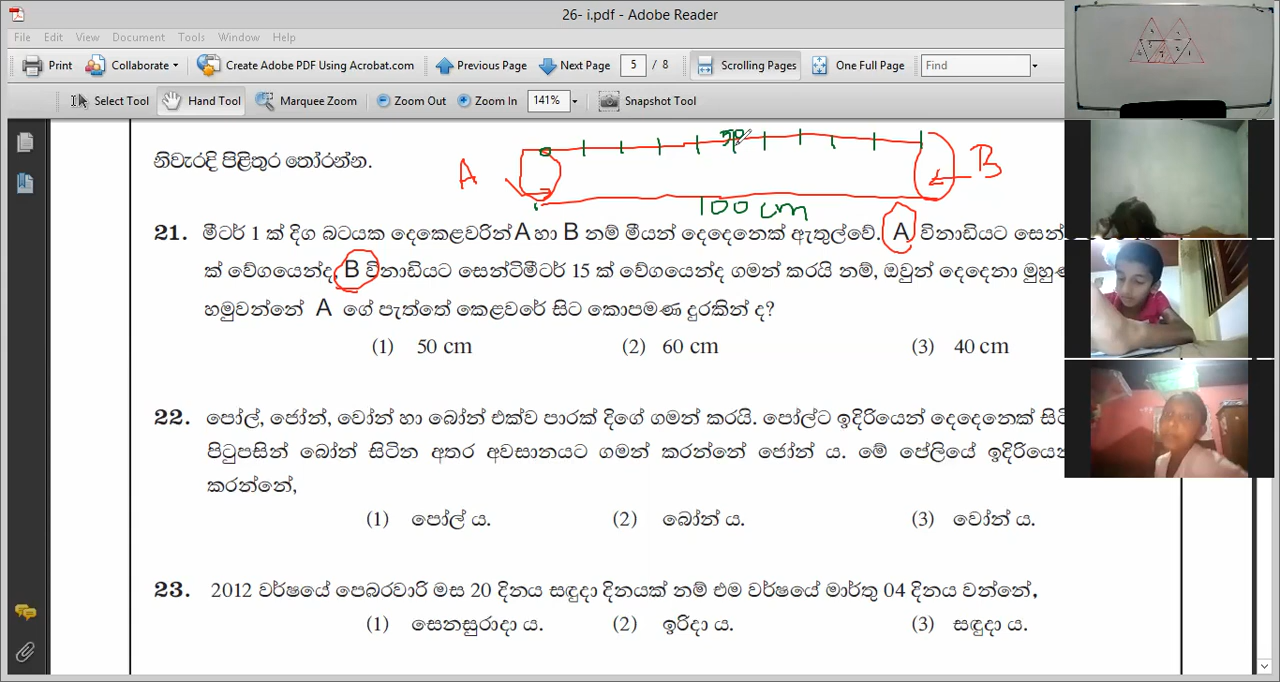 26- i.pdf - Adobe Reader
File Edit View Document Tools Window Help
Print Collaborate Create Adobe PDF Using Acrobat.com Previous Page Next Page 5 / 8 Scrolling Pages One Full Page Find
Select Tool Hand Tool Marquee Zoom Zoom Out Zoom In 141% Snapshot Tool
නිවැරදි පිළිතුර තෝරන්න.
A 50 B
100 cm
21. මීටර් 1 ක් දිග බටයක දෙකෙළවරින් A හා B නම් මීයන් දෙදෙනෙක් ඇතුල්වේ. A විනාඩියට සෙන්
ක් වේගයෙන්ද B විනාඩියට සෙන්ටිමීටර් 15 ක් වේගයෙන්ද ගමන් කරයි නම්, ඔවුන් දෙදෙනා මුහුණ
හමුවන්නේ A ගේ පැත්තේ කෙළවරේ සිට කොපමණ දුරකින් ද?
(1) 50 cm (2) 60 cm (3) 40 cm
22. පෝල්, ජෝන්, වෝන් හා බෝන් එක්ව පාරක් දිගේ ගමන් කරයි. පෝල්ට ඉදිරියෙන් දෙදෙනෙක් සිටි
පිටුපසින් බෝන් සිටින අතර අවසානයට ගමන් කරන්නේ ජෝන් ය. මේ පේලියේ ඉදිරියෙන්
කරන්නේ,
(1) පෝල් ය. (2) බෝන් ය. (3) වෝන් ය.
23. 2012 වර්ෂයේ පෙබරවාරි මස 20 දිනය සඳුදා දිනයක් නම් එම වර්ෂයේ මාර්තු 04 දිනය වන්නේ,
(1) සෙනසුරාදා ය. (2) ඉරිදා ය. (3) සඳුදා ය.